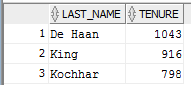 LAST_NAME TENURE
1 De Haan 1043
2 King 916
3 Kochhar 798